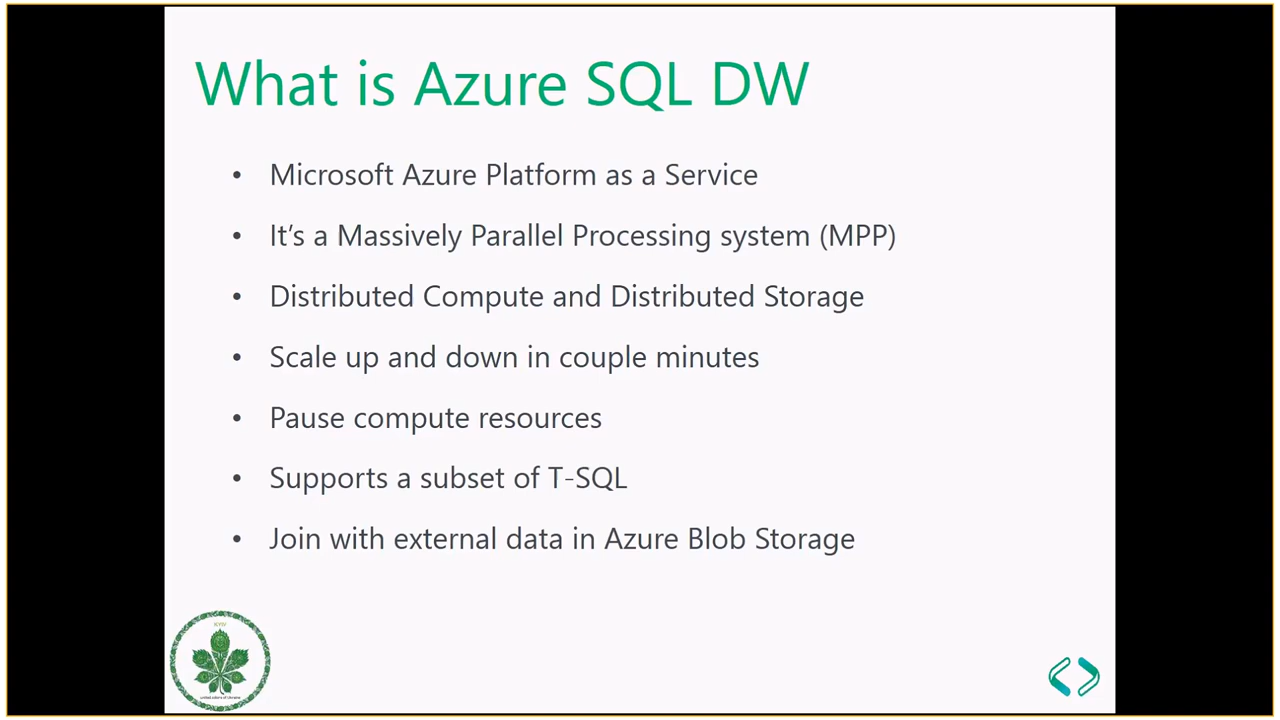 What is Azure SQL DW
• Microsoft Azure Platform as a Service
• It’s a Massively Parallel Processing system (MPP)
• Distributed Compute and Distributed Storage
• Scale up and down in couple minutes
• Pause compute resources
• Supports a subset of T-SQL
• Join with external data in Azure Blob Storage
KYIV